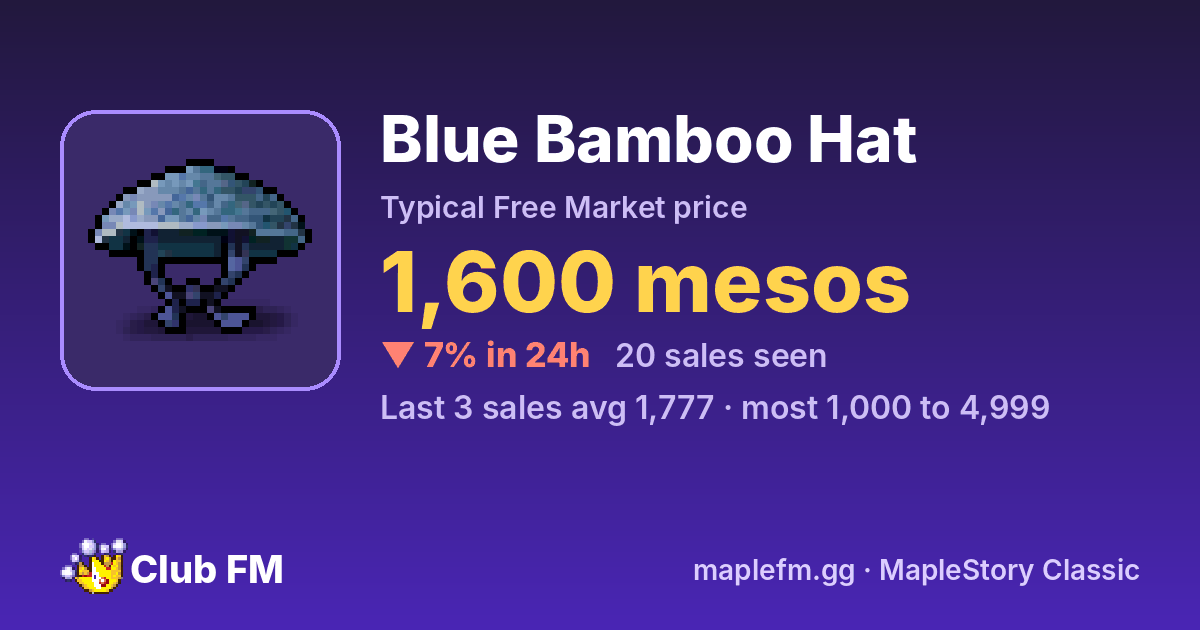 Blue Bamboo Hat
Typical Free Market price
1,600 mesos
▼ 7% in 24h 20 sales seen
Last 3 sales avg 1,777 · most 1,000 to 4,999
Club FM
maplefm.gg · MapleStory Classic